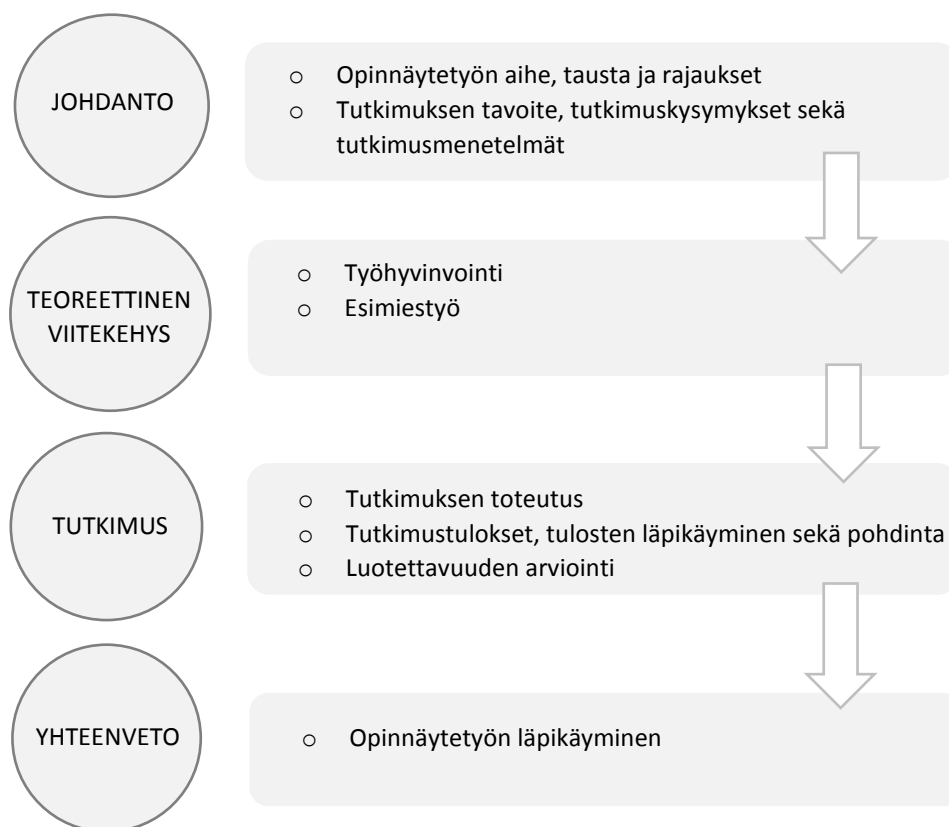 JOHDANTO
o Opinnäytetyön aihe, tausta ja rajaukset
o Tutkimuksen tavoite, tutkimuskysymykset sekä
tutkimusmenetelmät
TEOREETTINEN
VIITEKEHYS
o Työhyvinvointi
o Esimiestyö
TUTKIMUS
o Tutkimuksen toteutus
o Tutkimustulokset, tulosten läpikäyminen sekä pohdinta
o Luotettavuuden arviointi
YHTEENVETO
o Opinnäytetyön läpikäyminen